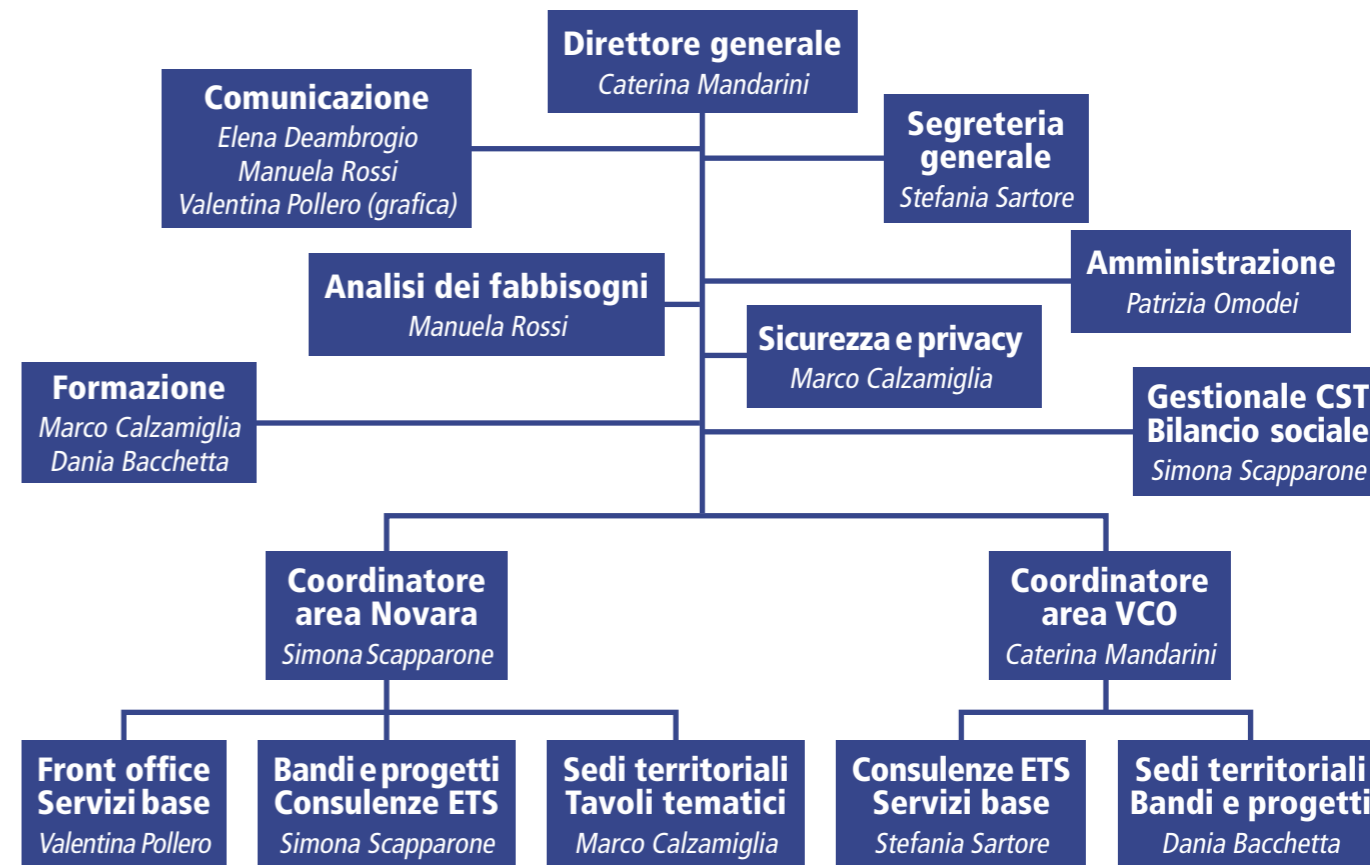 Direttore generale
Caterina Mandarini
Comunicazione
Elena Deambrogio
Manuela Rossi
Valentina Pollero (grafica)
Segreteria
generale
Stefania Sartore
Analisi dei fabbisogni
Manuela Rossi
Amministrazione
Patrizia Omodei
Sicurezza e privacy
Marco Calzamiglia
Formazione
Marco Calzamiglia
Dania Bacchetta
Gestionale CST
Bilancio sociale
Simona Scapparone
Coordinatore
area Novara
Simona Scapparone
Coordinatore
area VCO
Caterina Mandarini
Front office
Servizi base
Valentina Pollero
Bandi e progetti
Consulenze ETS
Simona Scapparone
Sedi territoriali
Tavoli tematici
Marco Calzamiglia
Consulenze ETS
Servizi base
Stefania Sartore
Sedi territoriali
Bandi e progetti
Dania Bacchetta